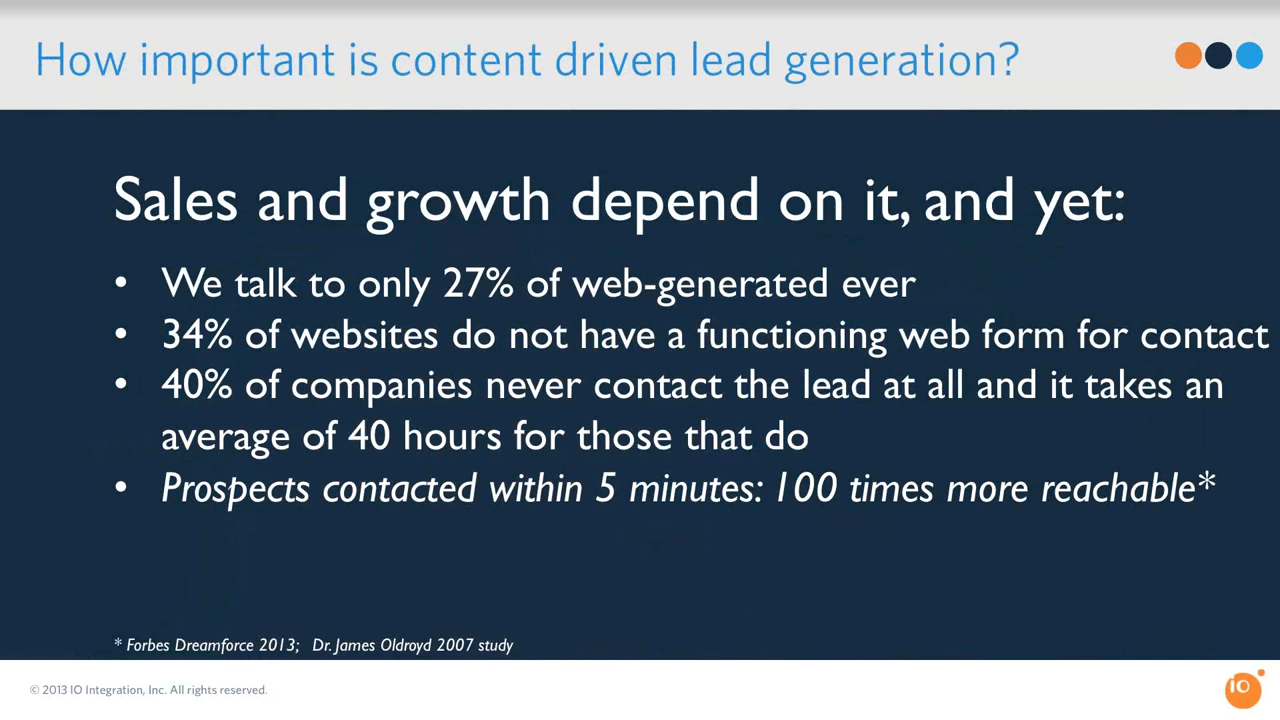 How important is content driven lead generation?
Sales and growth depend on it, and yet:
• We talk to only 27% of web-generated ever
• 34% of websites do not have a functioning web form for contact
• 40% of companies never contact the lead at all and it takes an
average of 40 hours for those that do
• Prospects contacted within 5 minutes: 100 times more reachable*
* Forbes Dreamforce 2013; Dr. James Oldroyd 2007 study
© 2013 IO Integration, Inc. All rights reserved.
iO